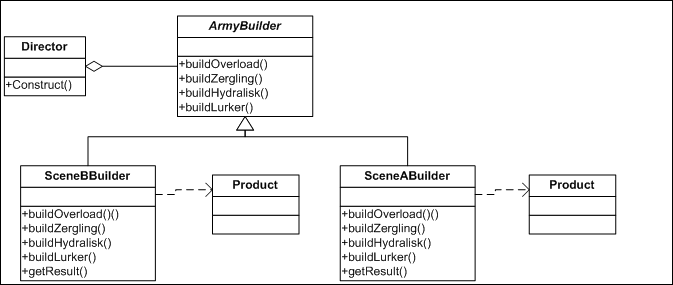 ArmyBuilder
+buildOverload()
+buildZergling()
+buildHydralisk()
+buildLurker()
Director
+Construct()
SceneBBuilder
+buildOverload()()
+buildZergling()
+buildHydralisk()
+buildLurker()
+getResult()
Product
SceneABuilder
+buildOverload()()
+buildZergling()
+buildHydralisk()
+buildLurker()
+getResult()
Product